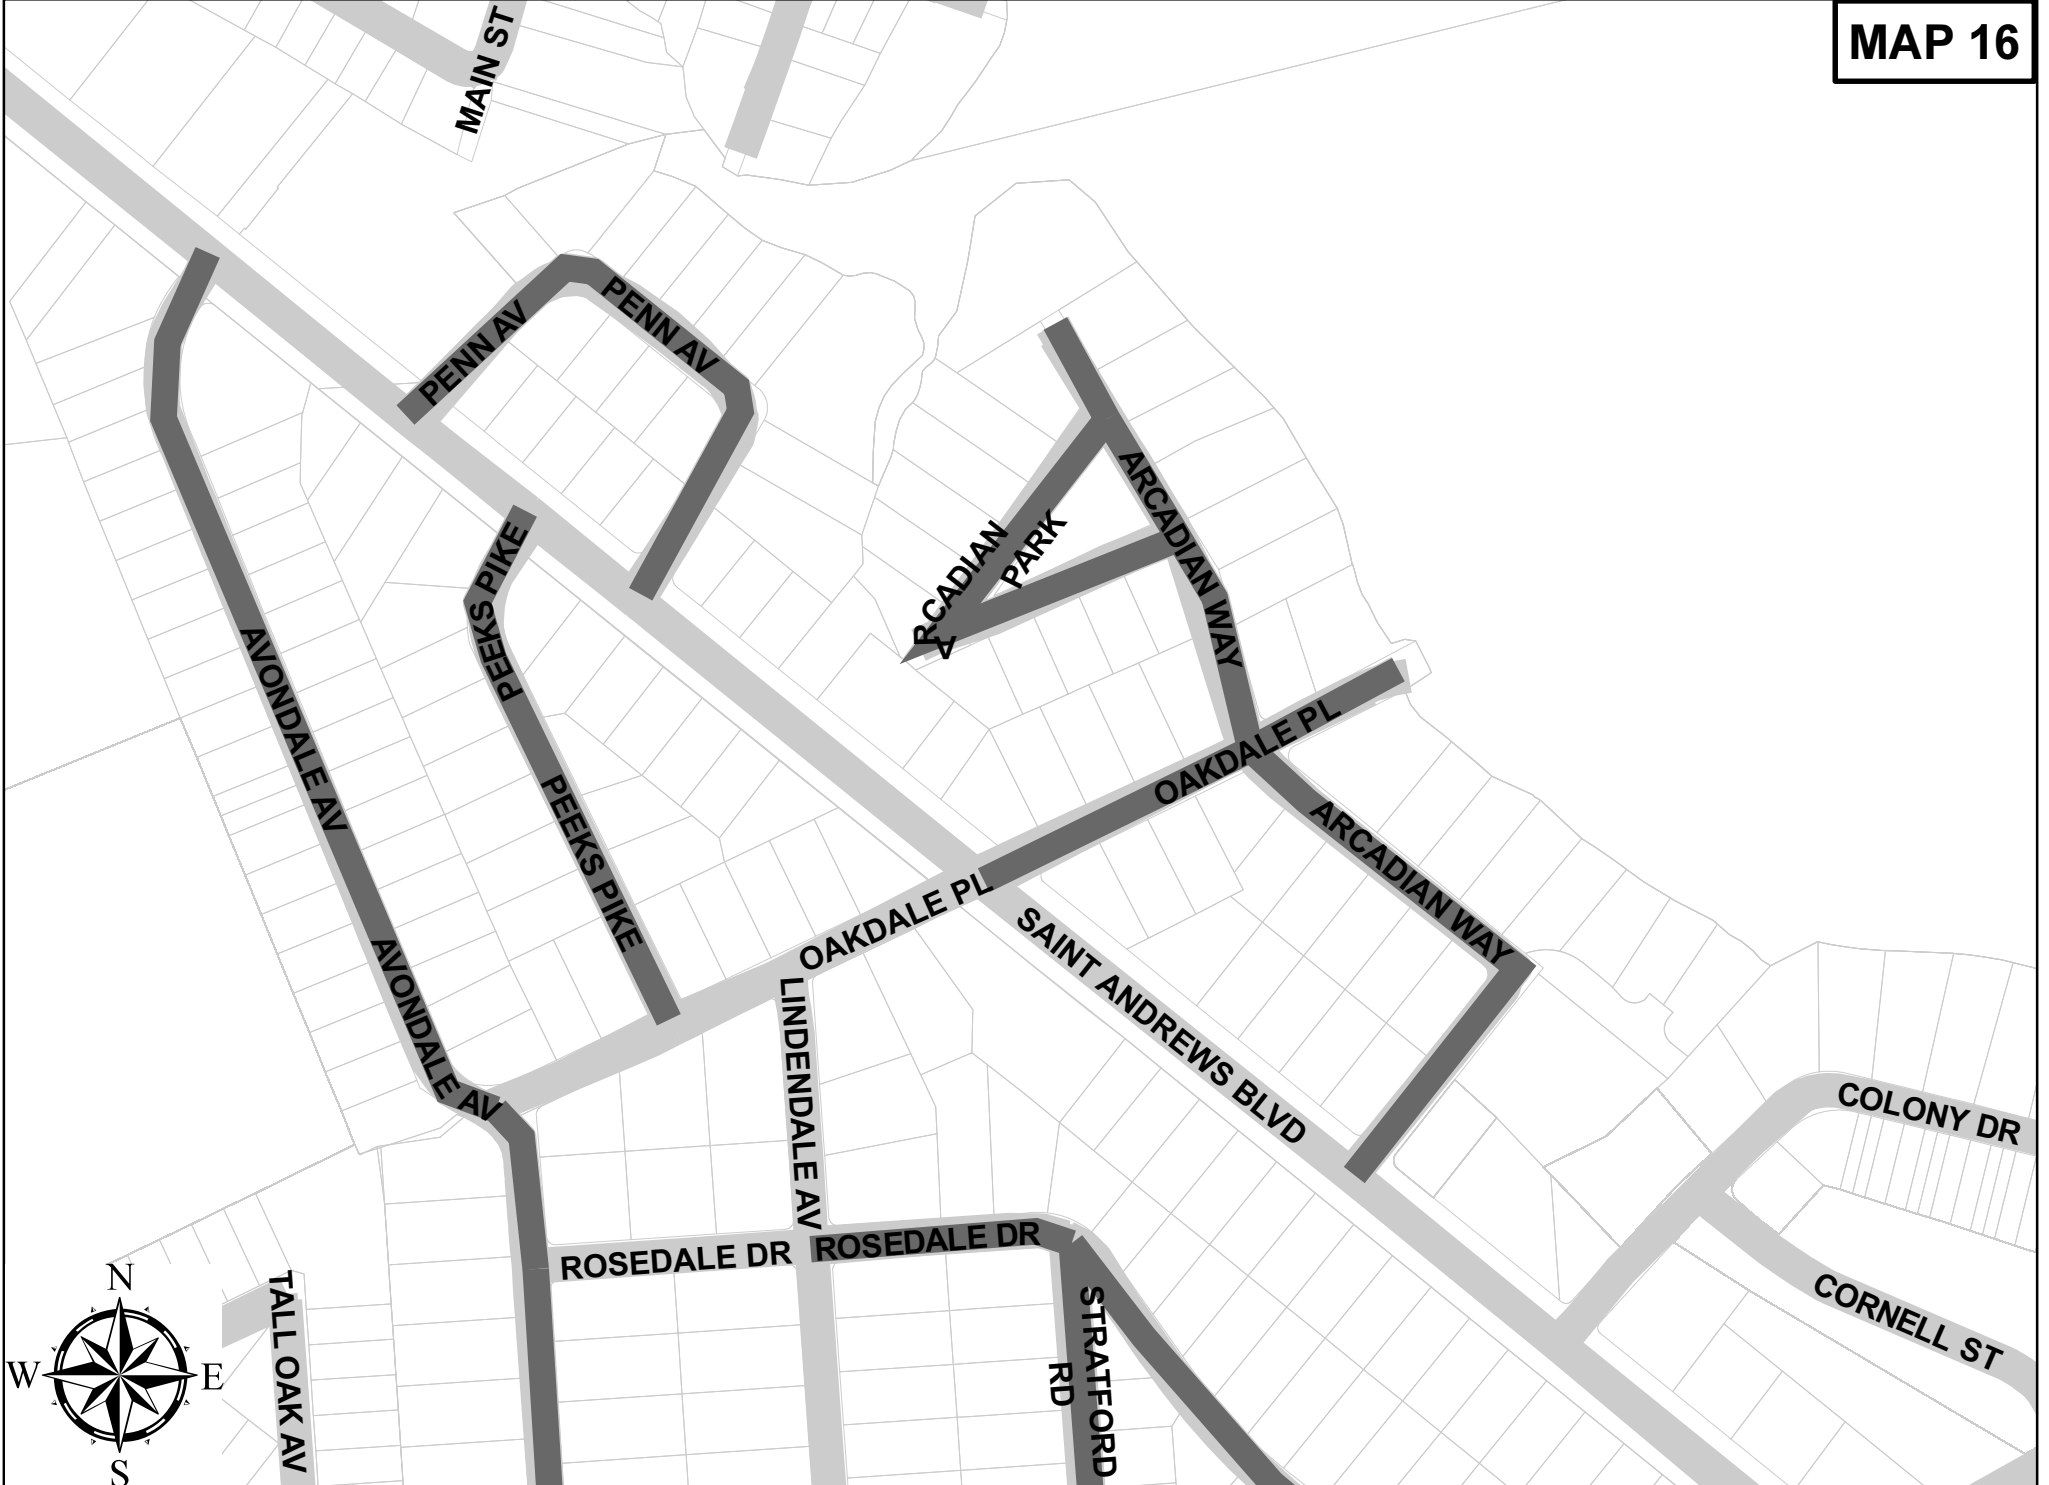 MAP 16
MAIN ST
PENN AV
PENN AV
PEEKS PIKE
PEEKS PIKE
PEEKS PIKE
ARCADIAN
PARK
ARCADIAN WAY
AVONDALE AV
OAKDALE PL
ARCADIAN WAY
OAKDALE PL
SAINT ANDREWS BLVD
AVONDALE AV
LINDENDALE AV
COLONY DR
ROSEDALE DR
ROSEDALE DR
STRATFORD
RD
CORNELL ST
TALL OAK AV
N
W
E
S